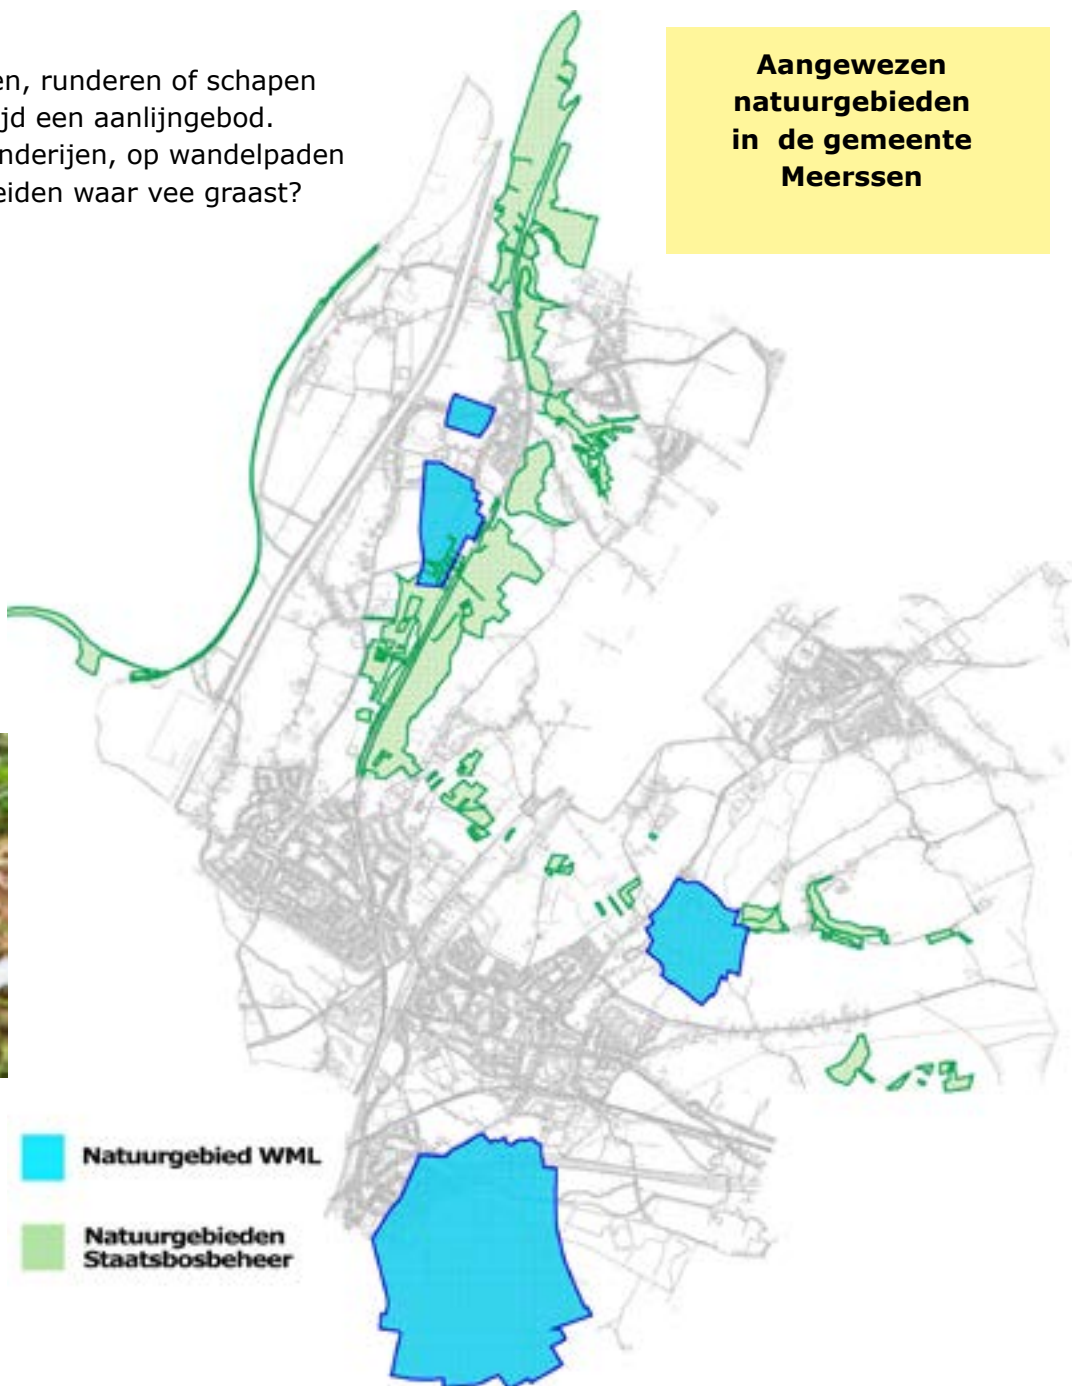 en, runderen of schapen
ijd een aanlijngebod.
nderijen, op wandelpaden
eiden waar vee graast?
Aangewezen
natuurgebieden
in de gemeente
Meerssen
Natuurgebied WML
Natuurgebieden
Staatsbosbeheer